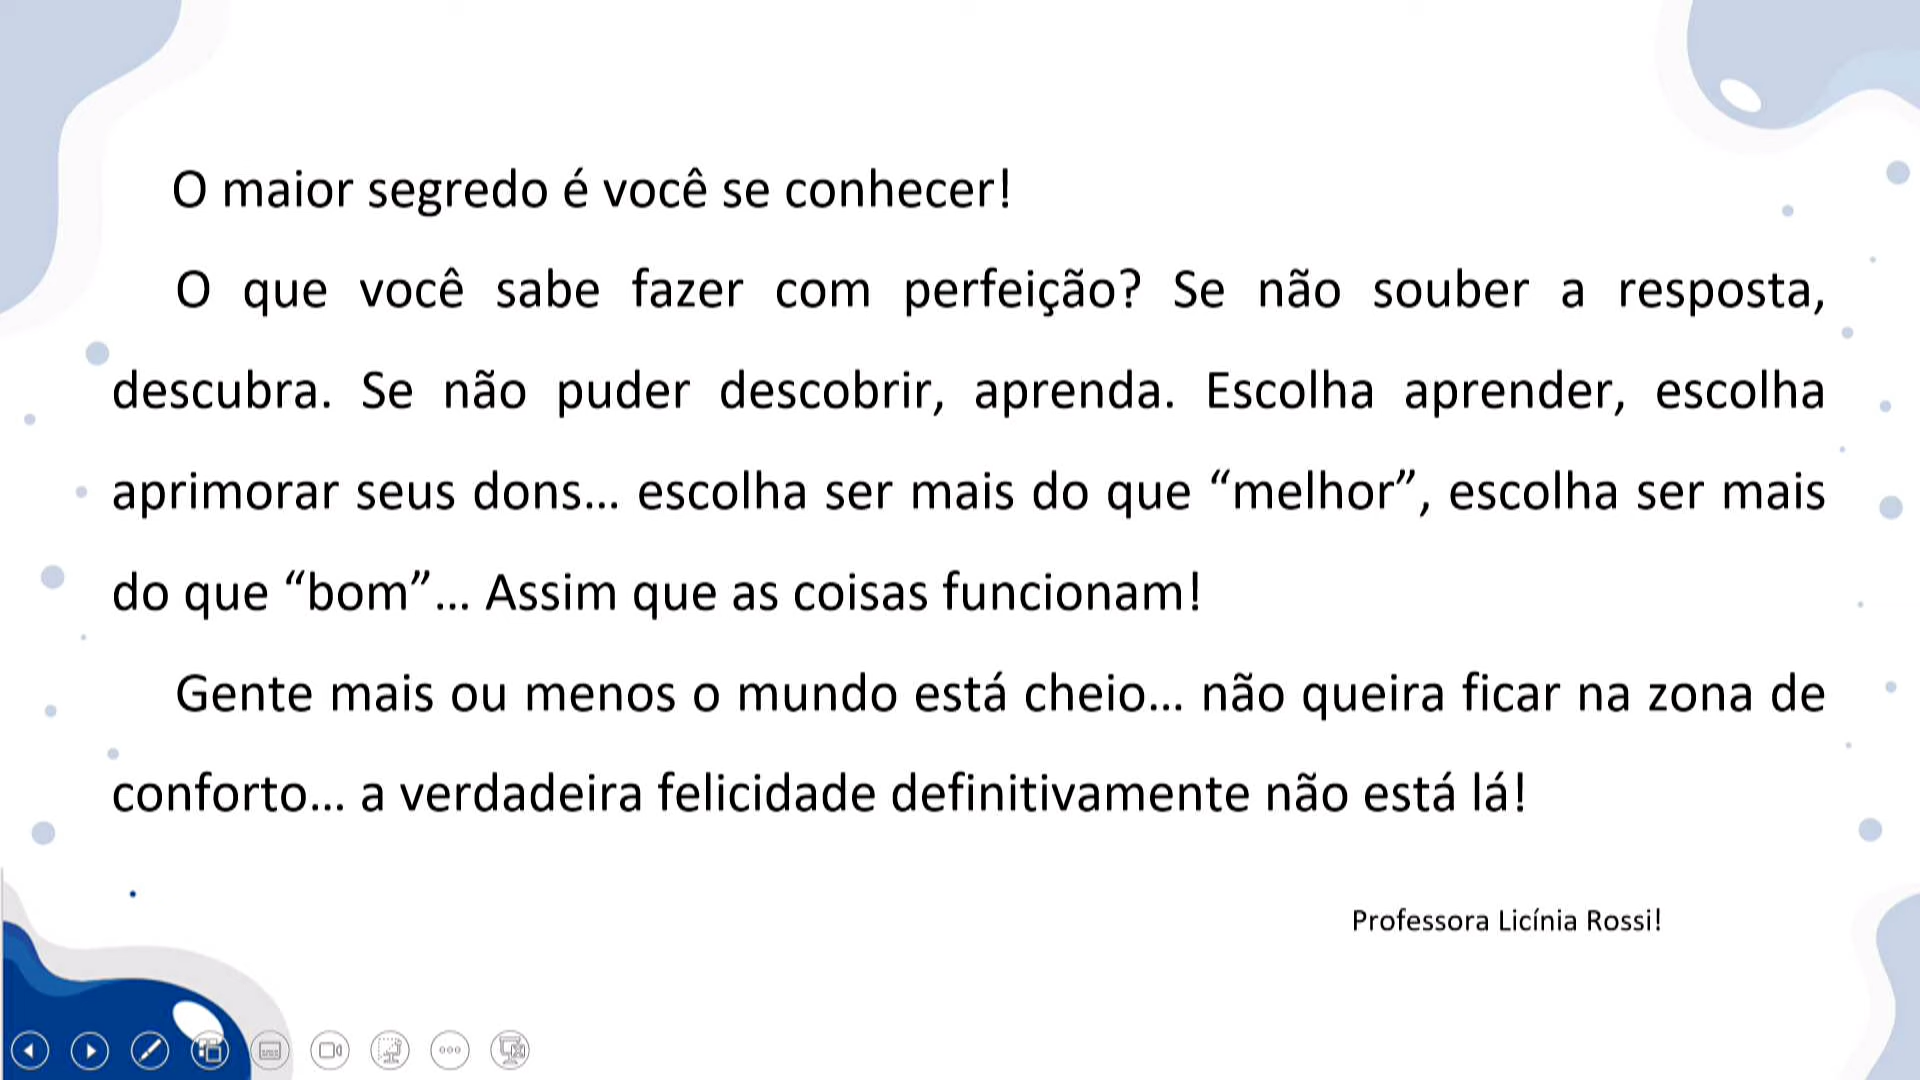 O maior segredo é você se conhecer!
O que você sabe fazer com perfeição? Se não souber a resposta,
descubra. Se não puder descobrir, aprenda. Escolha aprender, escolha
aprimorar seus dons... escolha ser mais do que “melhor”, escolha ser mais
do que “bom”... Assim que as coisas funcionam!
Gente mais ou menos o mundo está cheio... não queira ficar na zona de
conforto... a verdadeira felicidade definitivamente não está lá!
Professora Licínia Rossi!